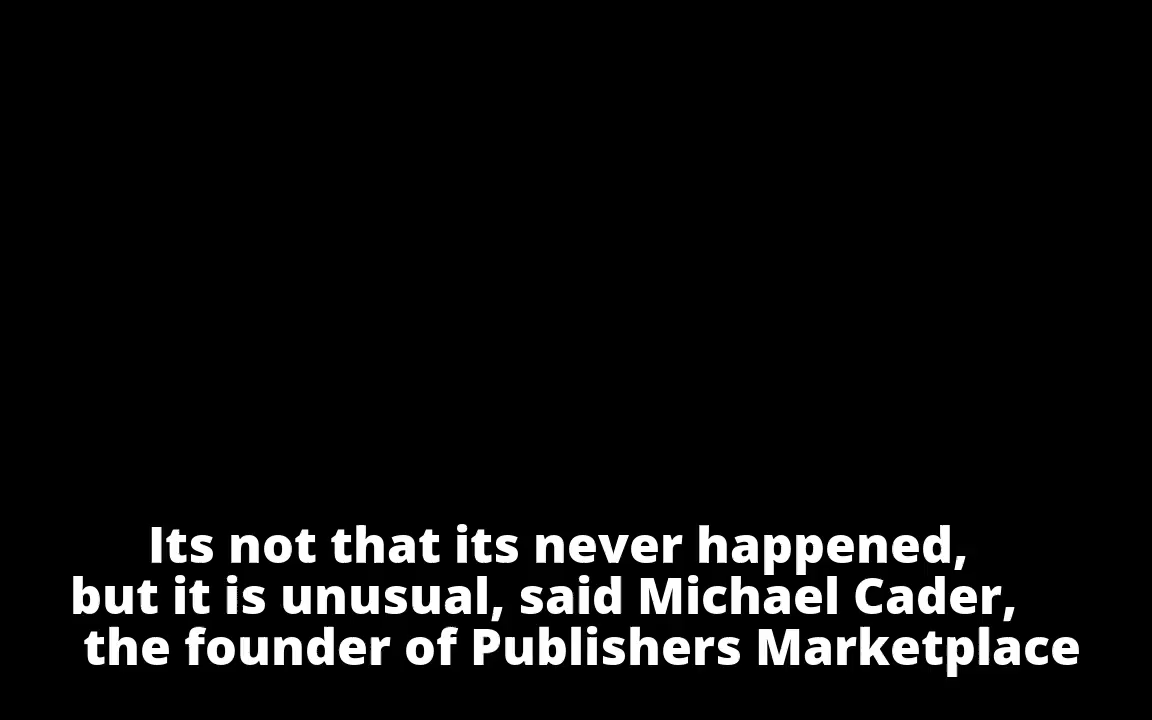 Its not that its never happened,
but it is unusual, said Michael Cader,
the founder of Publishers Marketplace